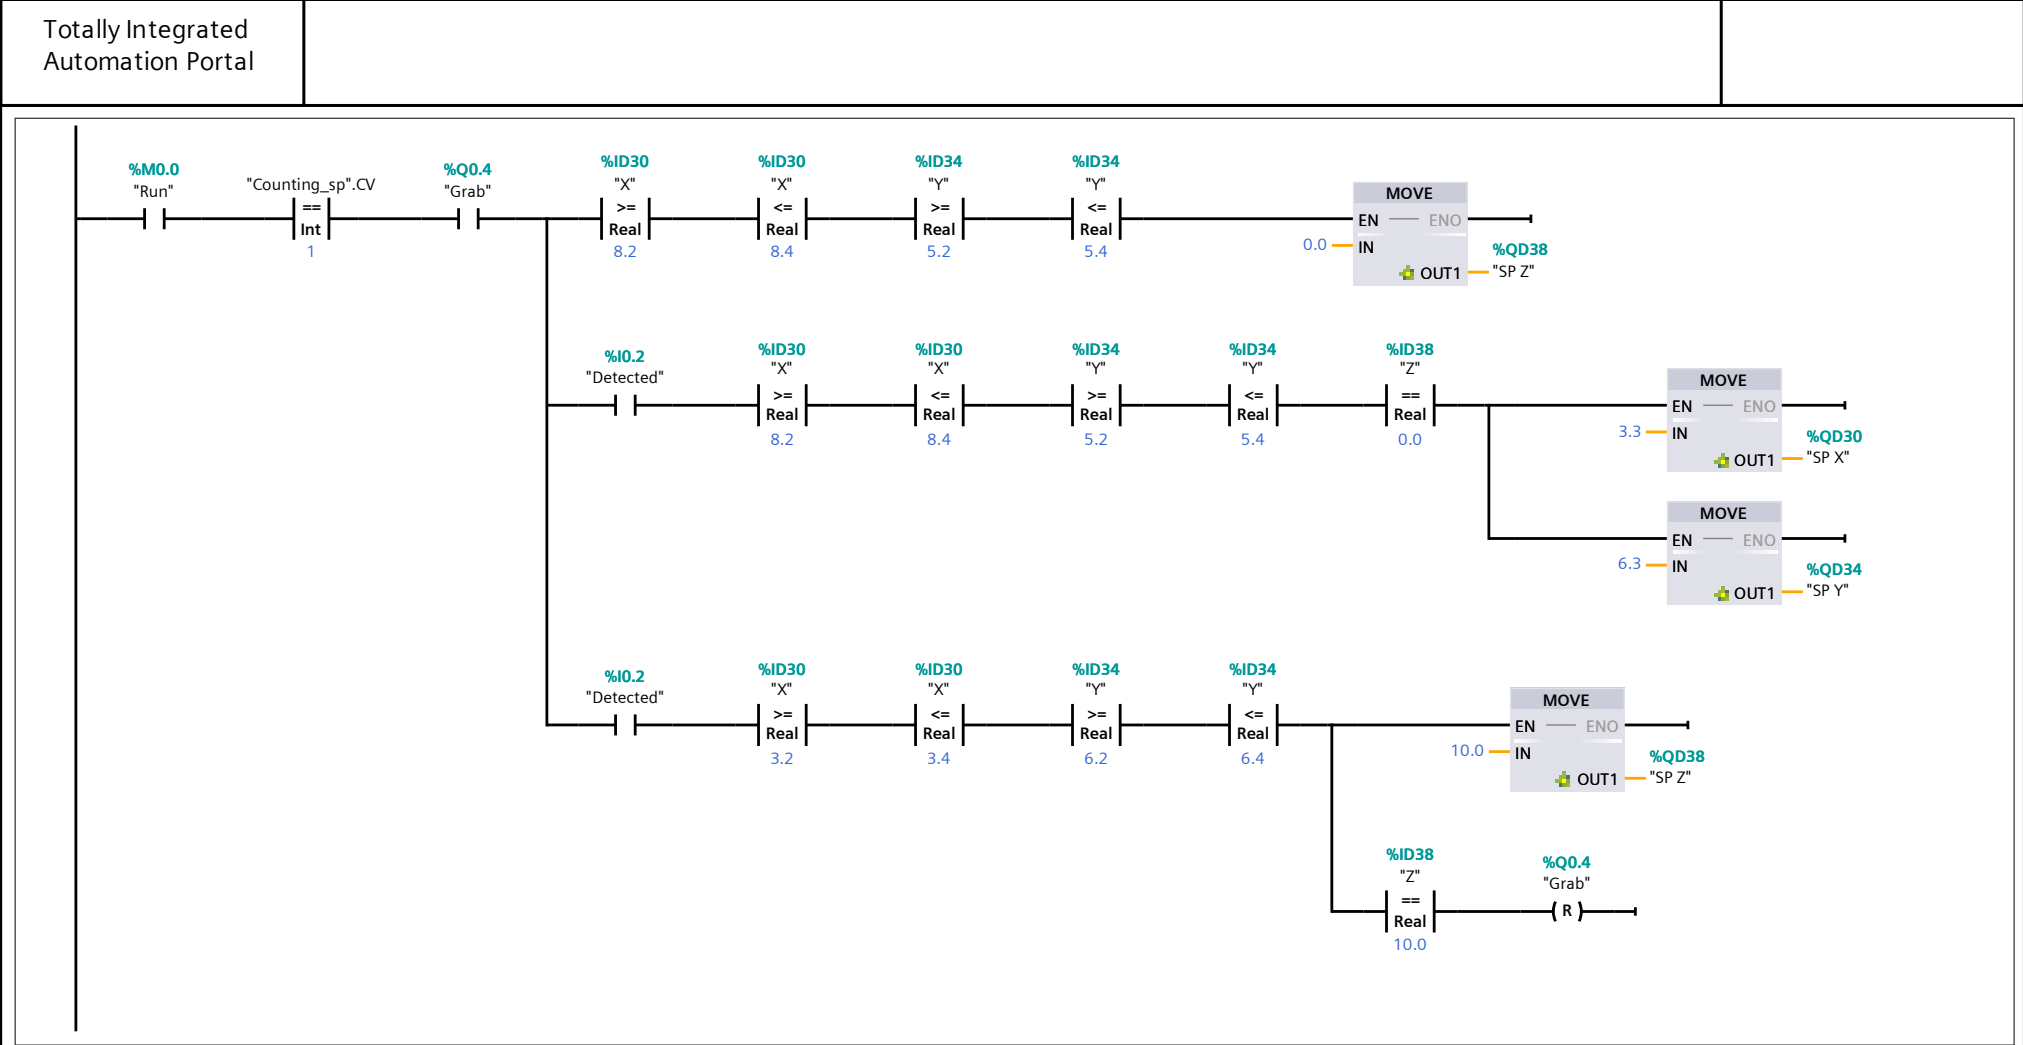 Totally Integrated
Automation Portal
%M0.0
"Run"
"Counting_sp".CV
==
Int
1
%Q0.4
"Grab"
%ID30
"X"
>=
Real
8.2
%ID30
"X"
<=
Real
8.4
%ID34
"Y"
>=
Real
5.2
%ID34
"Y"
<=
Real
5.4
MOVE
EN ENO
0.0 IN
OUT1
%QD38
"SP Z"
%I0.2
"Detected"
%ID30
"X"
>=
Real
8.2
%ID30
"X"
<=
Real
8.4
%ID34
"Y"
>=
Real
5.2
%ID34
"Y"
<=
Real
5.4
%ID38
"Z"
==
Real
0.0
MOVE
EN ENO
3.3 IN
OUT1
%QD30
"SP X"
MOVE
EN ENO
6.3 IN
OUT1
%QD34
"SP Y"
%I0.2
"Detected"
%ID30
"X"
>=
Real
3.2
%ID30
"X"
<=
Real
3.4
%ID34
"Y"
>=
Real
6.2
%ID34
"Y"
<=
Real
6.4
MOVE
EN ENO
10.0 IN
OUT1
%QD38
"SP Z"
%ID38
"Z"
==
Real
10.0
%Q0.4
"Grab"
R